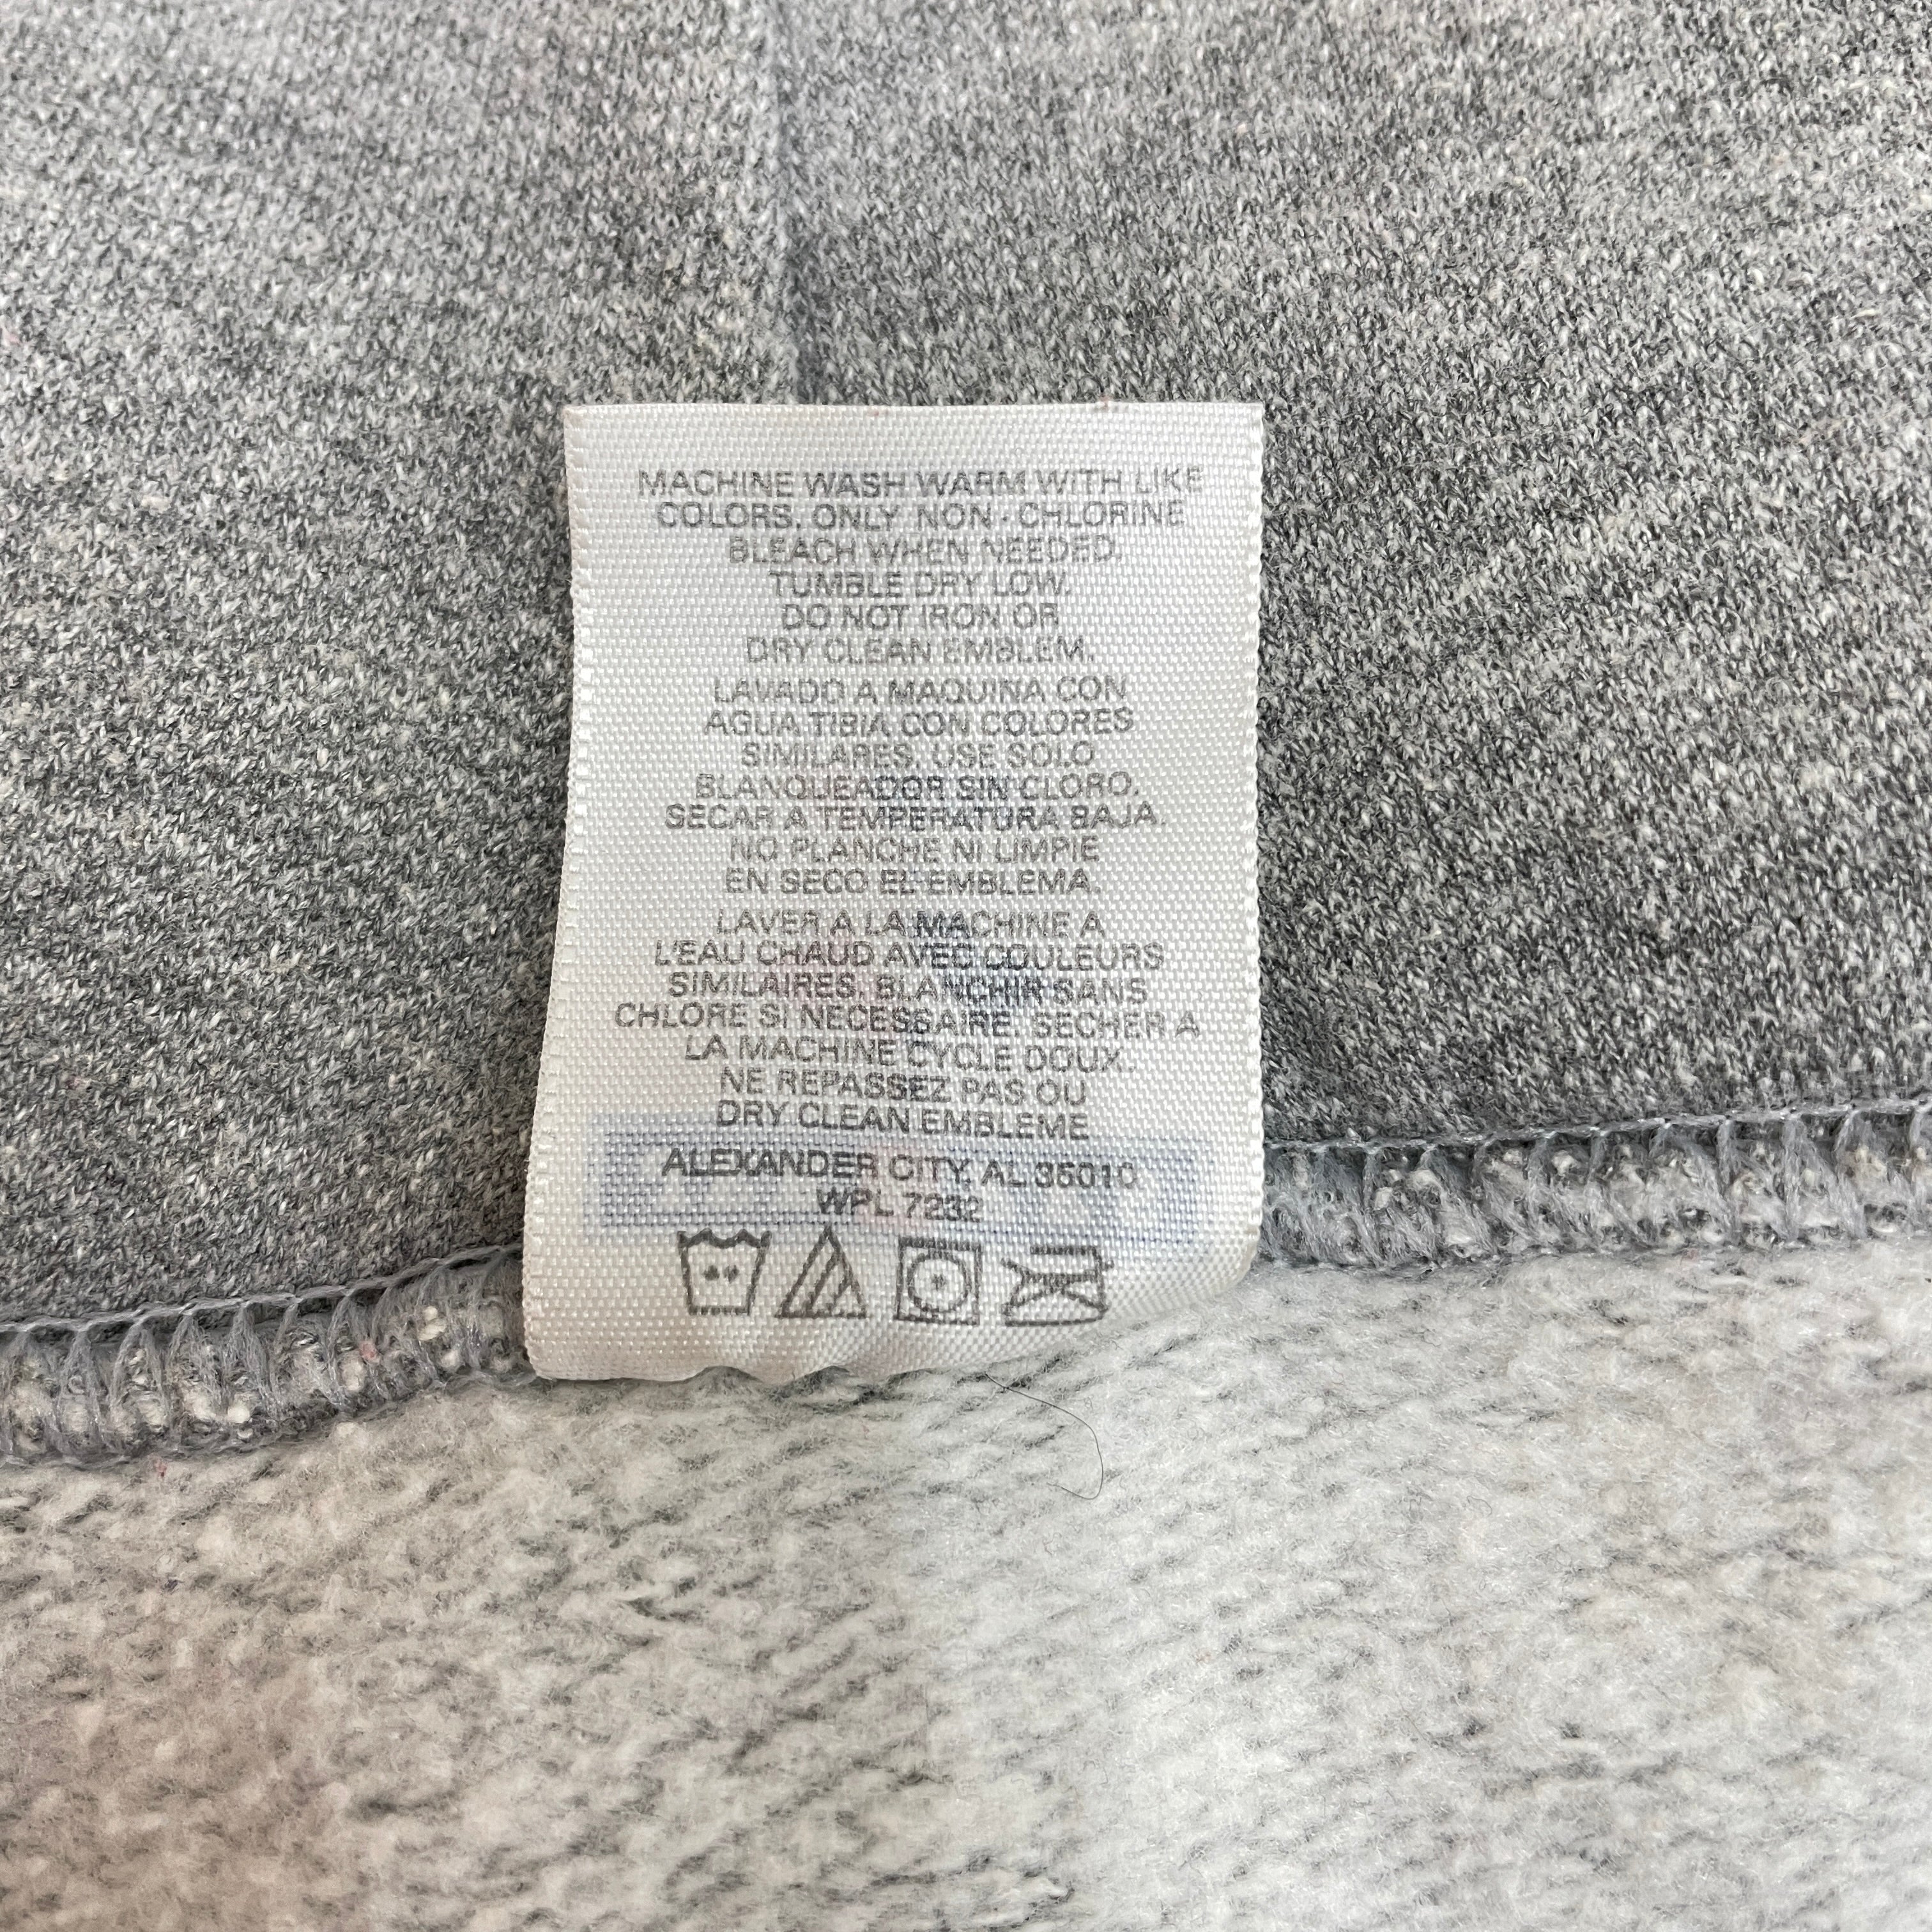 MACHINE WASH WARM WITH LIKE
COLORS. ONLY NON-CHLORINE
BLEACH WHEN NEEDED.
TUMBLE DRY LOW.
DO NOT IRON OR
DRY CLEAN EMBLEM.
LAVADO A MAQUINA CON
AGUA TIBIA CON COLORES
SIMILARES. USE SOLO
BLANQUEADOR SIN CLORO.
SECAR A TEMPERATURA BAJA.
NO PLANCHE NI LIMPIE
EN SECO EL EMBLEMA.
LAVER A LA MACHINE A
L'EAU CHAUD AVEC COULEURS
SIMILAIRES. BLANCHIR SANS
CHLORE SI NECESSAIRE. SECHER A
LA MACHINE CYCLE DOUX.
NE REPASSEZ PAS OU
DRY CLEAN EMBLEME
ALEXANDER CITY, AL 35010
WPL 7232